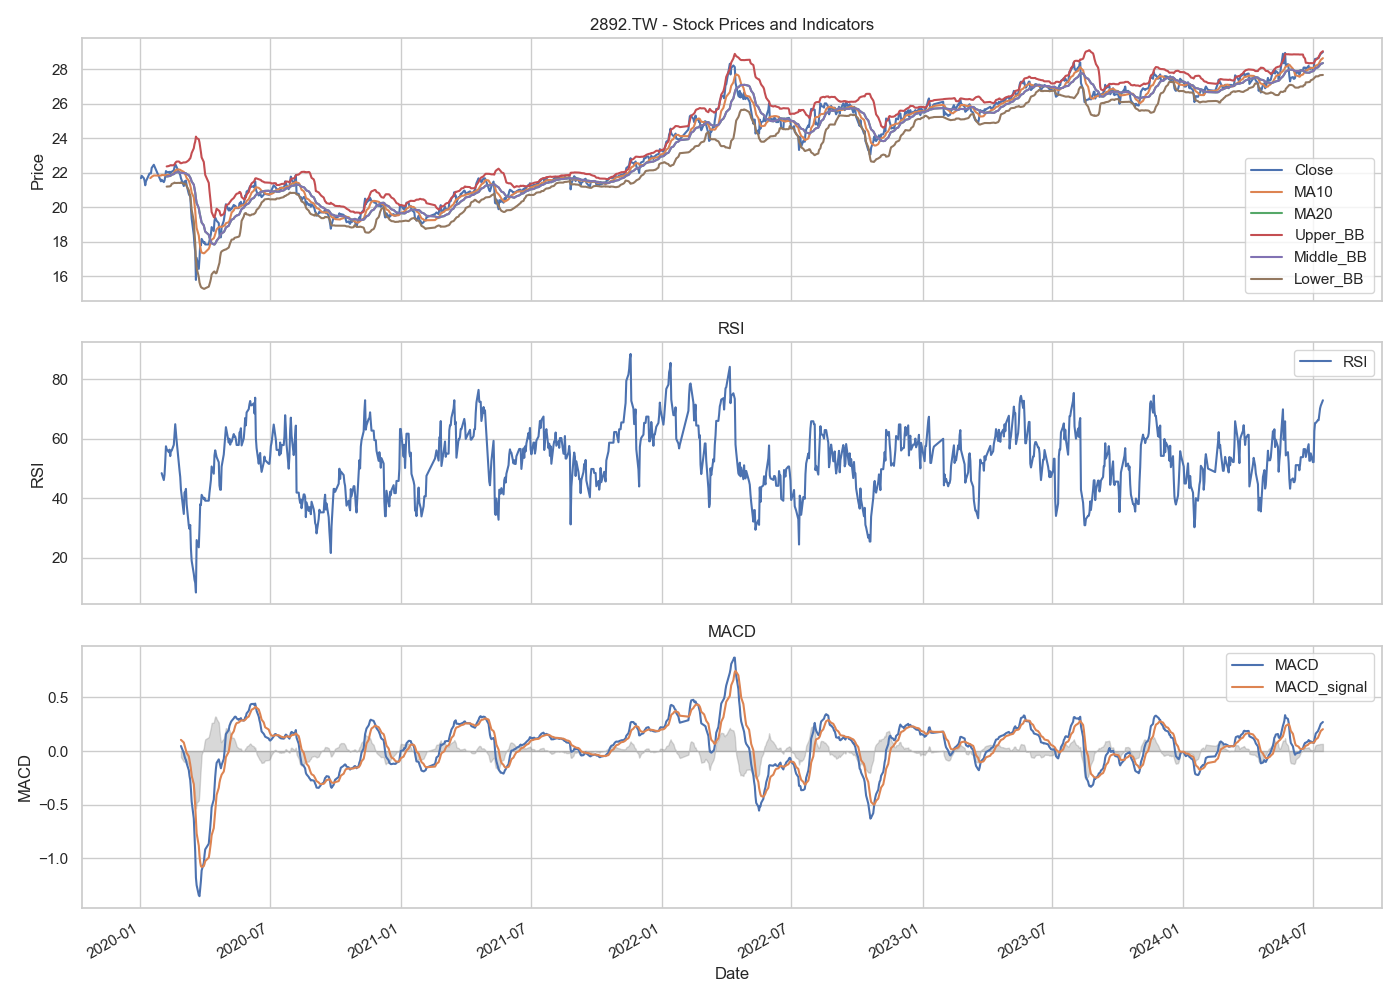 2892.TW - Stock Prices and Indicators
28
26
24
22
20
18
16
Price
Close
MA10
MA20
Upper_BB
Middle_BB
Lower_BB
RSI
80
60
40
20
RSI
RSI
MACD
0.5
0.0
−0.5
−1.0
MACD
MACD
MACD_signal
2020-01
2020-07
2021-01
2021-07
2022-01
2022-07
2023-01
2023-07
2024-01
2024-07
Date